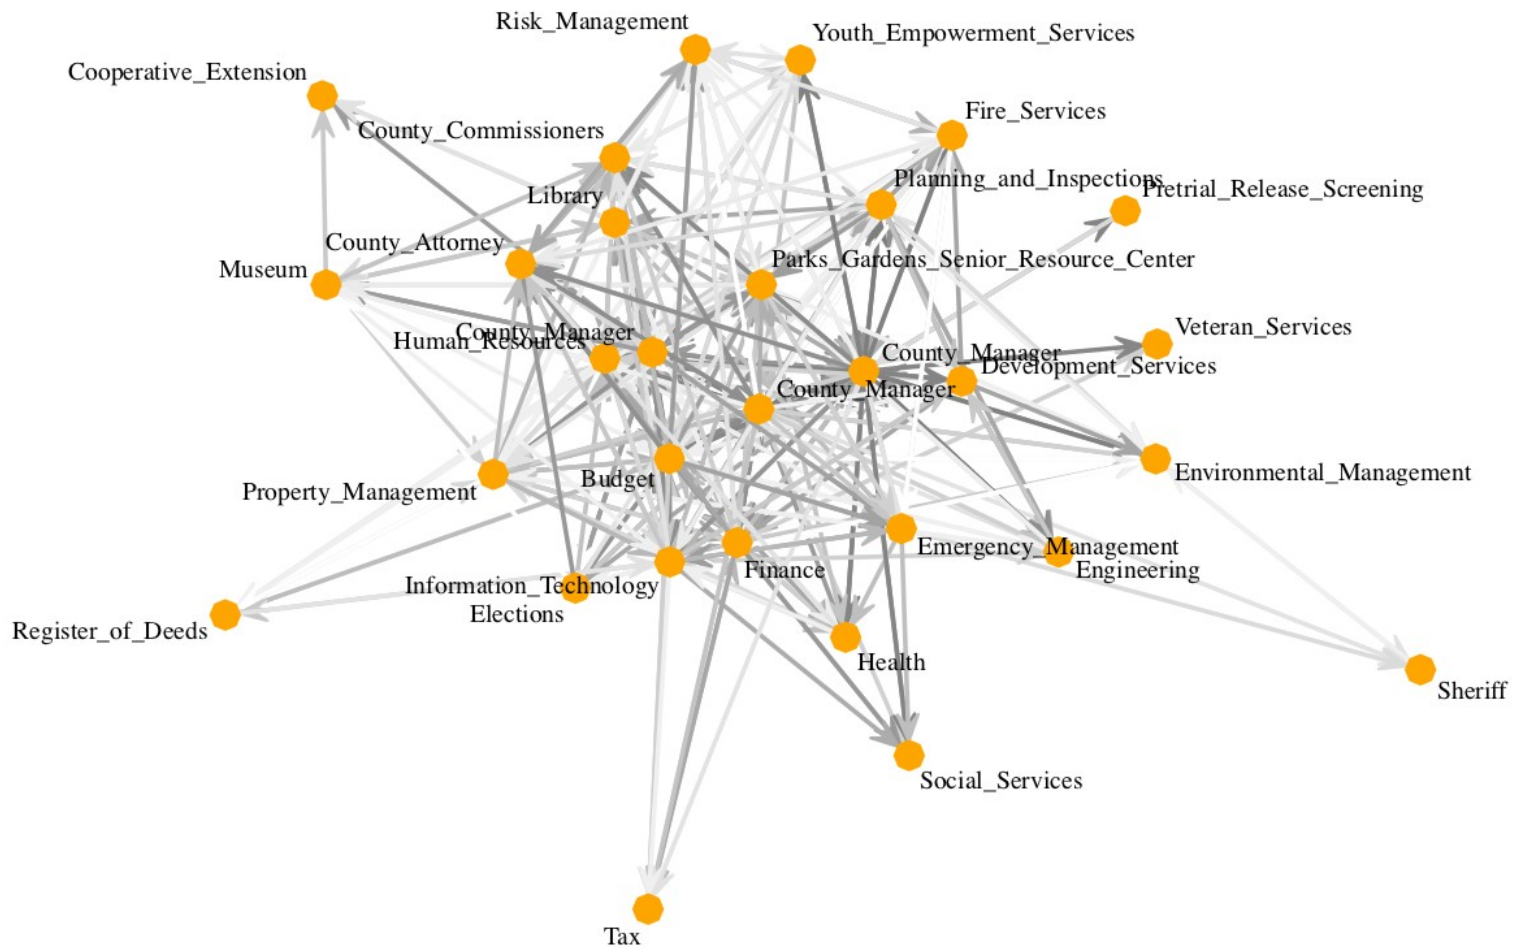 Risk_Management
Youth_Empowerment_Services
Cooperative_Extension
Fire_Services
County_Commissioners
Planning_and_Inspections
Pretrial_Release_Screening
Library
County_Attorney
Parks_Gardens_Senior_Resource_Center
Museum
Veteran_Services
County_Manager
Human_Resources
County_Manager
Development_Services
County_Manager
Environmental_Management
Budget
Property_Management
Emergency_Management
Finance
Engineering
Information_Technology
Elections
Register_of_Deeds
Health
Sheriff
Social_Services
Tax